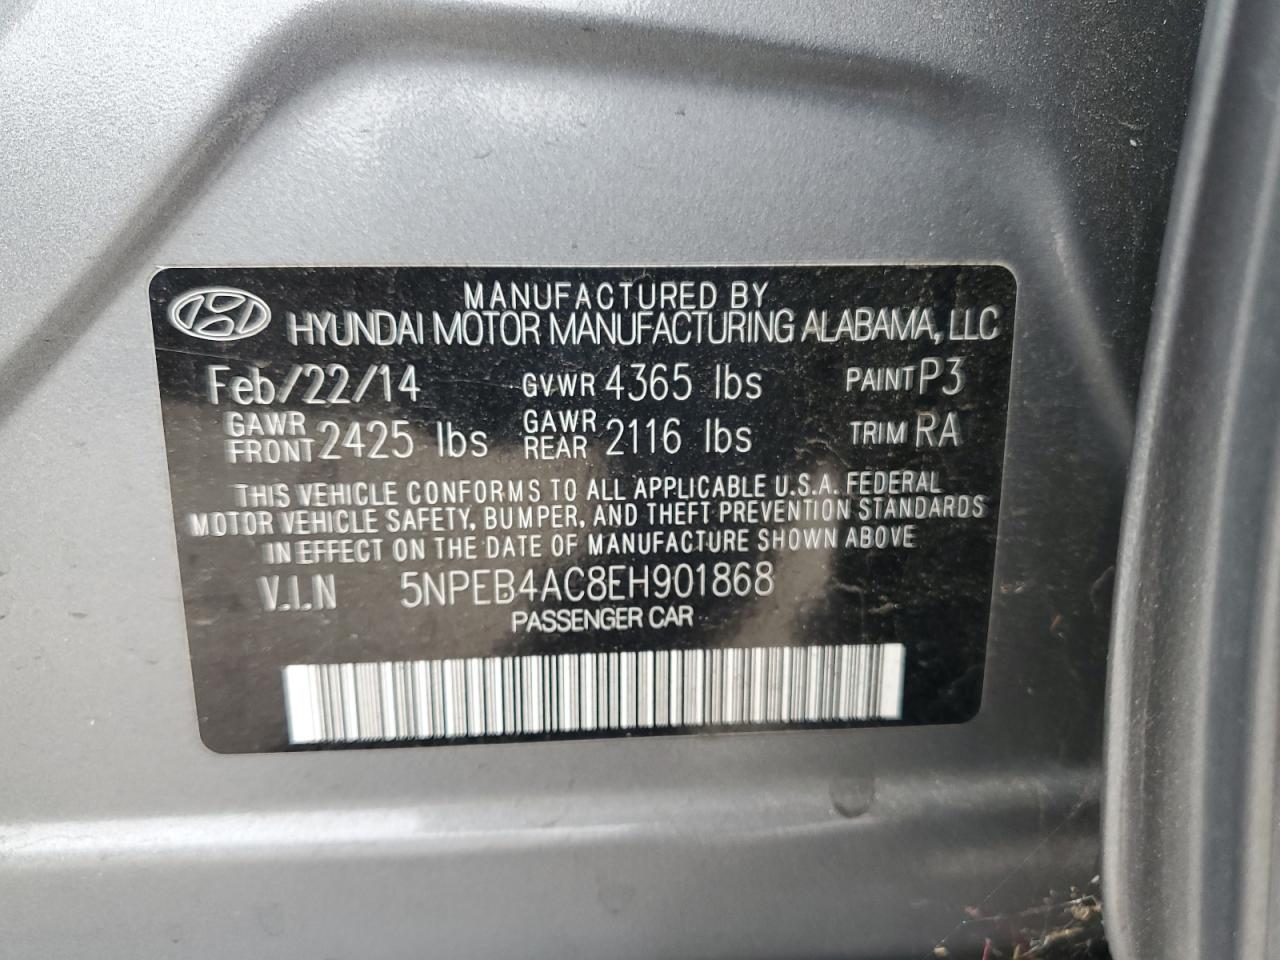 MANUFACTURED BY
HYUNDAI MOTOR MANUFACTURING ALABAMA, LLC
Feb/22/14 GVWR 4365 lbs PAINT P3
GAWR FRONT 2425 lbs GAWR REAR 2116 lbs TRIM RA
THIS VEHICLE CONFORMS TO ALL APPLICABLE U.S.A. FEDERAL
MOTOR VEHICLE SAFETY, BUMPER, AND THEFT PREVENTION STANDARDS
IN EFFECT ON THE DATE OF MANUFACTURE SHOWN ABOVE
V.I.N 5NPEB4AC8EH901868
PASSENGER CAR